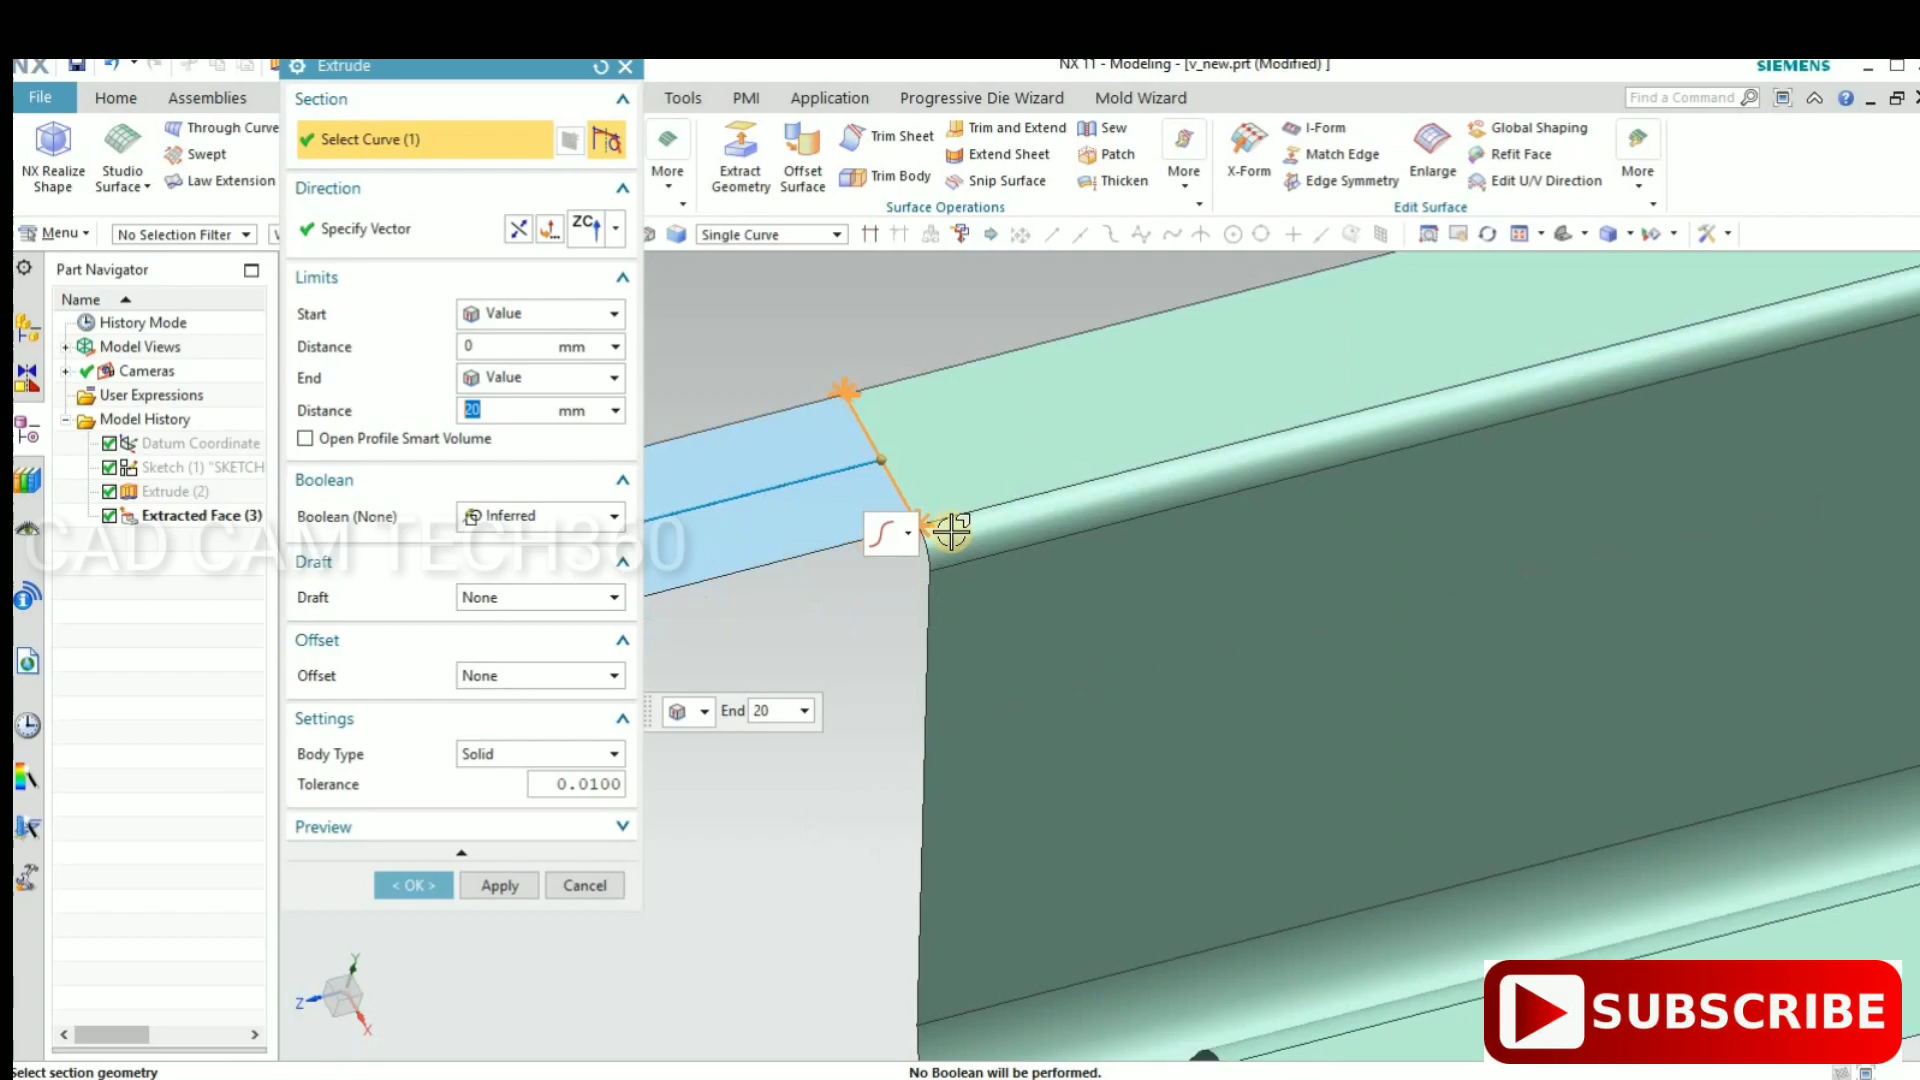 NX
Extrude
NX 11 - Modeling - [v_new.prt (Modified) ]
SIEMENS
File
Home
Assemblies
Tools
PMI
Application
Progressive Die Wizard
Mold Wizard
Find a Command
NX Realize Shape
Studio Surface
Through Curve
Swept
Law Extension
More
Extract Geometry
Offset Surface
Trim Sheet
Trim Body
Trim and Extend
Extend Sheet
Snip Surface
Sew
Patch
Thicken
More
Surface Operations
X-Form
I-Form
Match Edge
Edge Symmetry
Enlarge
Global Shaping
Refit Face
Edit U/V Direction
More
Edit Surface
Menu
No Selection Filter
Single Curve
Part Navigator
Name
History Mode
Model Views
Cameras
User Expressions
Model History
Datum Coordinate
Sketch (1) "SKETCH
Extrude (2)
Extracted Face (3)
Section
Select Curve (1)
Direction
Specify Vector
ZC
Limits
Start
Value
Distance
0 mm
End
Value
Distance
20 mm
Open Profile Smart Volume
Boolean
Boolean (None)
Inferred
Draft
Draft
None
Offset
Offset
None
Settings
Body Type
Solid
Tolerance
0.0100
Preview
< OK >
Apply
Cancel
End 20
CAD CAM TECH360
Y
Z
X
SUBSCRIBE
Select section geometry
No Boolean will be performed.